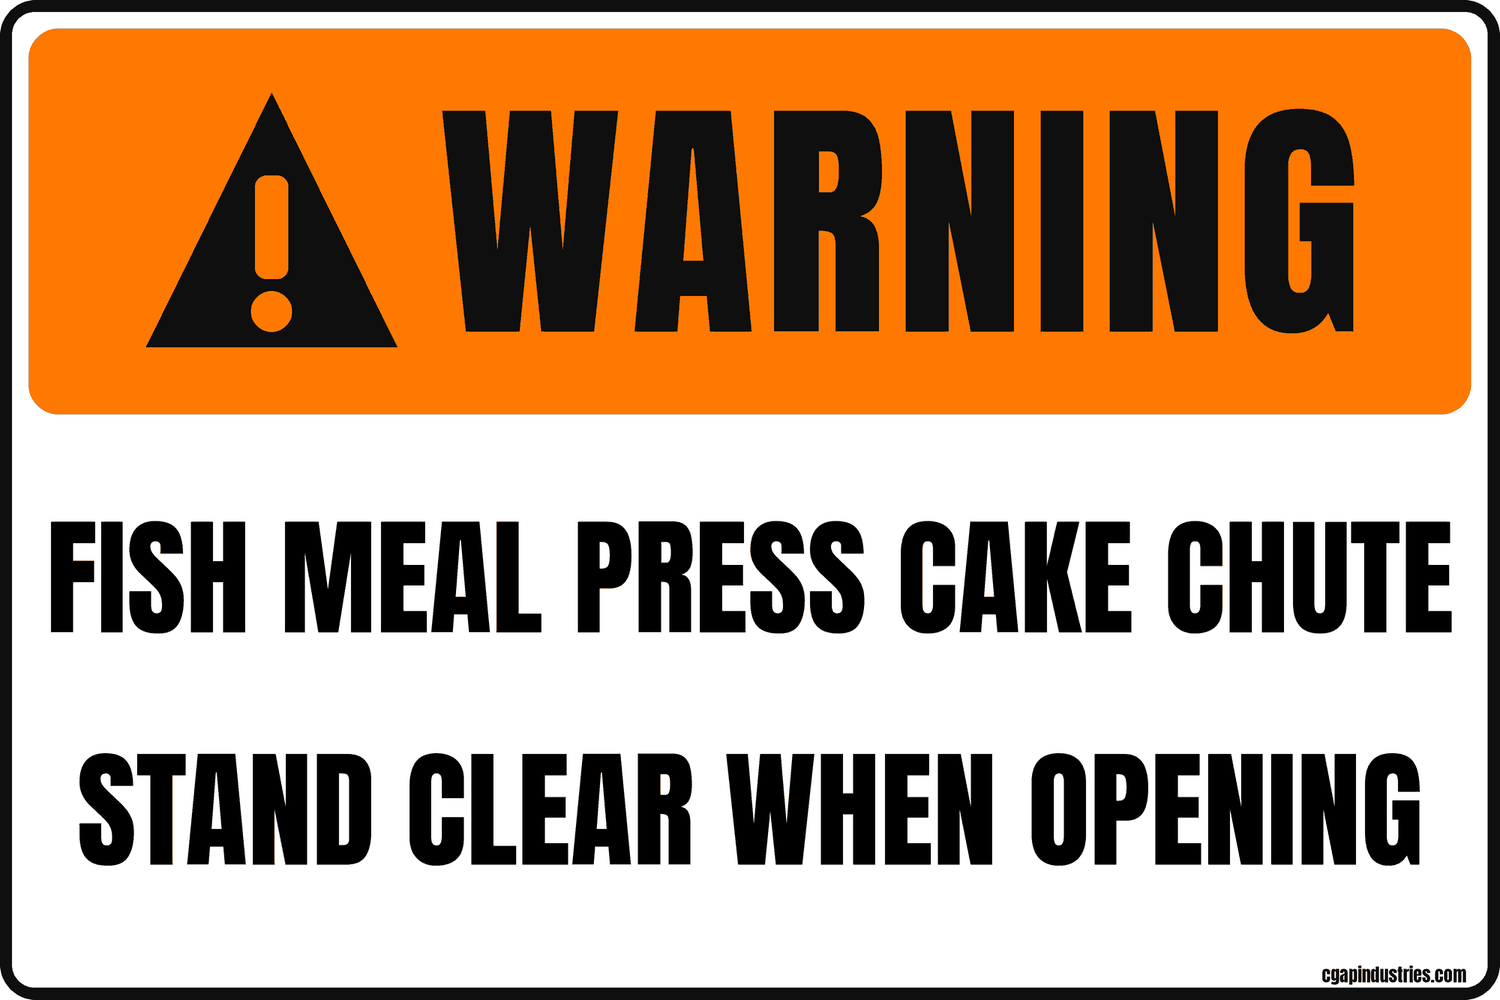 WARNING
FISH MEAL PRESS CAKE CHUTE
STAND CLEAR WHEN OPENING
cgapindustries.com